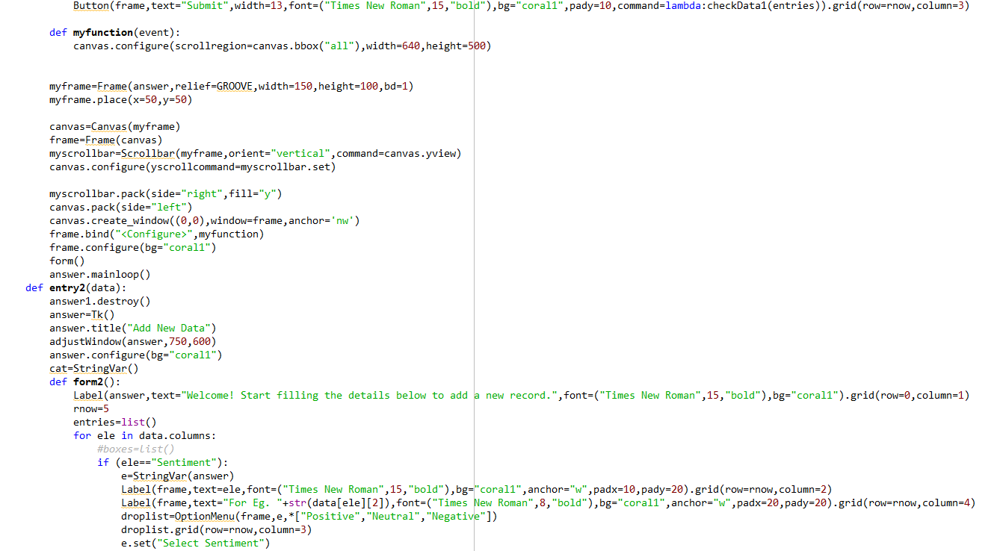 Button(frame,text="Submit",width=13,font=("Times New Roman",15,"bold"),bg="coral1",pady=10,command=lambda:checkData1(entries)).grid(row=rnow,column=3)
def myfunction(event):
canvas.configure(scrollregion=canvas.bbox("all"),width=640,height=500)
myframe=Frame(answer,relief=GROOVE,width=150,height=100,bd=1)
myframe.place(x=50,y=50)
canvas=Canvas(myframe)
frame=Frame(canvas)
myscrollbar=Scrollbar(myframe,orient="vertical",command=canvas.yview)
canvas.configure(yscrollcommand=myscrollbar.set)
myscrollbar.pack(side="right",fill="y")
canvas.pack(side="left")
canvas.create_window((0,0),window=frame,anchor='nw')
frame.bind("<Configure>",myfunction)
frame.configure(bg="coral1")
form()
answer.mainloop()
def entry2(data):
answer1.destroy()
answer=Tk()
answer.title("Add New Data")
adjustWindow(answer,750,600)
answer.configure(bg="coral1")
cat=StringVar()
def form2():
Label(answer,text="Welcome! Start filling the details below to add a new record.",font=("Times New Roman",15,"bold"),bg="coral1").grid(row=0,column=1)
rnow=5
entries=list()
for ele in data.columns:
#boxes=list()
if (ele=="Sentiment"):
e=StringVar(answer)
Label(frame,text=ele,font=("Times New Roman",15,"bold"),bg="coral1",anchor="w",padx=10,pady=20).grid(row=rnow,column=2)
Label(frame,text="For Eg. "+str(data[ele][2]),font=("Times New Roman",8,"bold"),bg="coral1",anchor="w",padx=20,pady=20).grid(row=rnow,column=4)
droplist=OptionMenu(frame,e,*["Positive","Neutral","Negative"])
droplist.grid(row=rnow,column=3)
e.set("Select Sentiment")